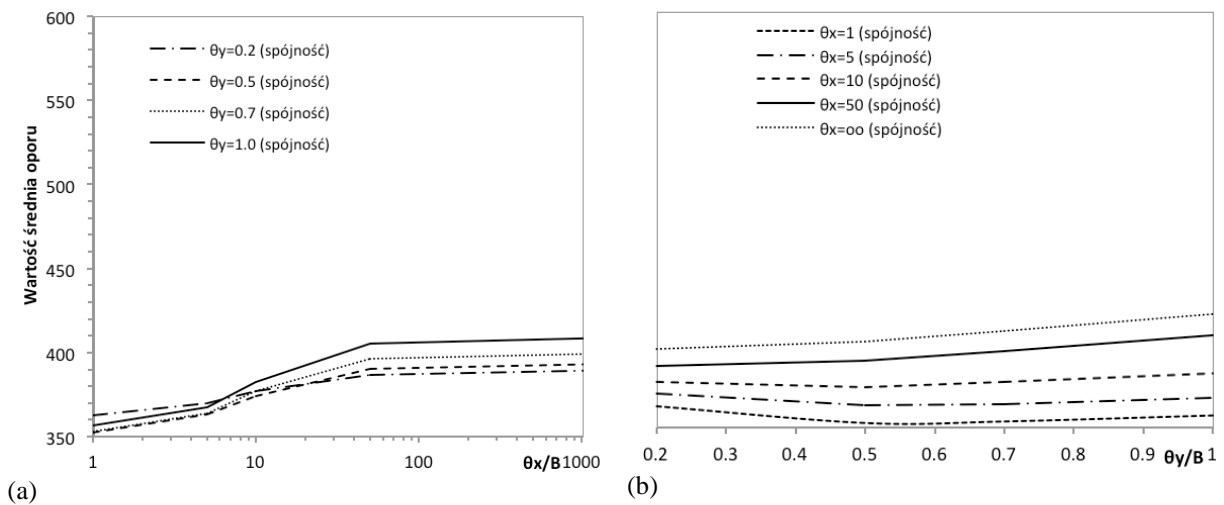 600
550
500
450
400
350
Wartość średnia oporu
θy=0.2 (spójność)
θy=0.5 (spójność)
θy=0.7 (spójność)
θy=1.0 (spójność)
1
10
100
θx/B
1000
(a)
θx=1 (spójność)
θx=5 (spójność)
θx=10 (spójność)
θx=50 (spójność)
θx=oo (spójność)
0.2
0.3
0.4
0.5
0.6
0.7
0.8
0.9
θy/B
1
(b)